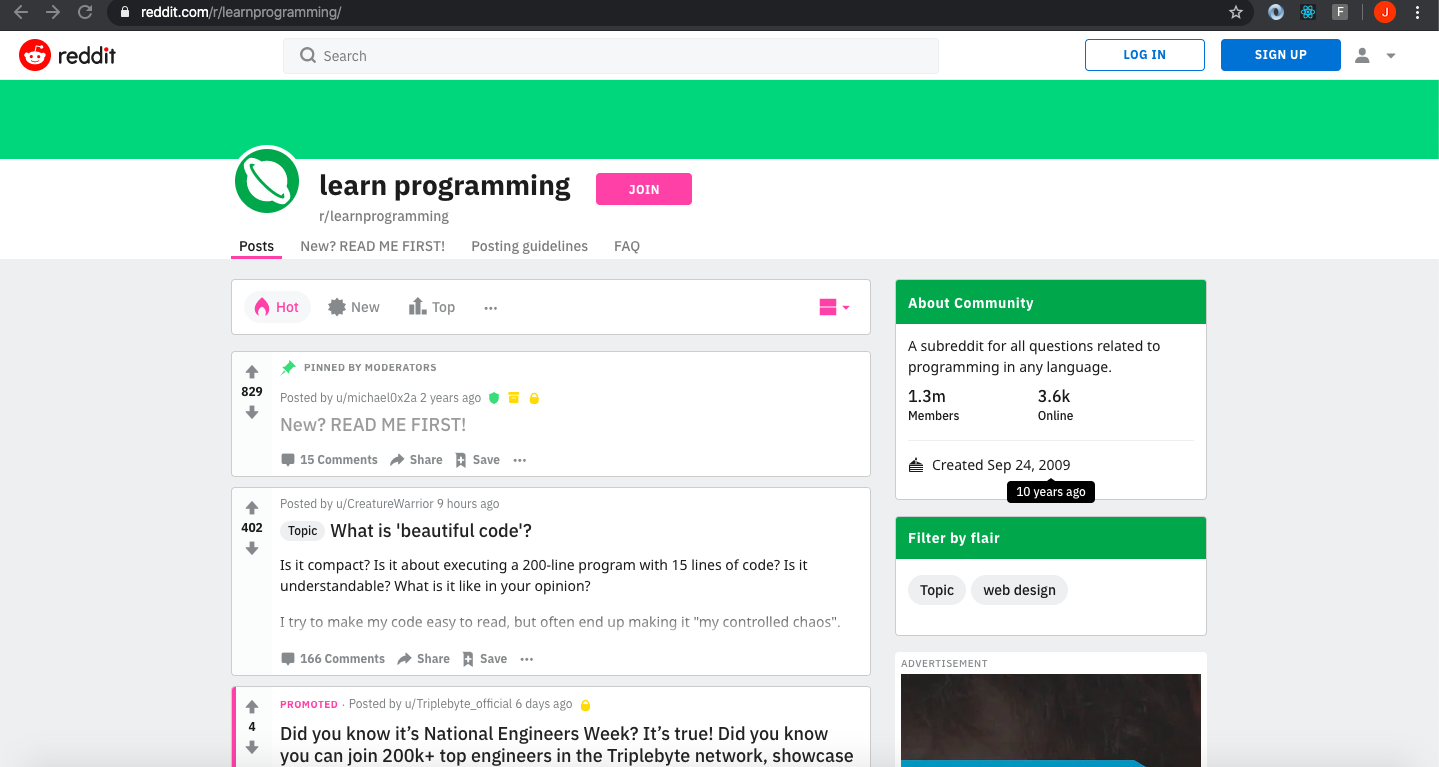 reddit.com/r/learnprogramming/
F
J
reddit
Search
LOG IN
SIGN UP
learn programming
JOIN
r/learnprogramming
Posts New? READ ME FIRST! Posting guidelines FAQ
Hot New Top ...
PINNED BY MODERATORS
829
Posted by u/michael0x2a 2 years ago
New? READ ME FIRST!
15 Comments Share Save ...
402
Posted by u/CreatureWarrior 9 hours ago
Topic What is 'beautiful code'?
Is it compact? Is it about executing a 200-line program with 15 lines of code? Is it
understandable? What is it like in your opinion?
I try to make my code easy to read, but often end up making it "my controlled chaos".
166 Comments Share Save ...
4
PROMOTED · Posted by u/Triplebyte_official 6 days ago
Did you know it’s National Engineers Week? It’s true! Did you know
you can join 200k+ top engineers in the Triplebyte network, showcase
About Community
A subreddit for all questions related to
programming in any language.
1.3m 3.6k
Members Online
Created Sep 24, 2009
10 years ago
Filter by flair
Topic web design
ADVERTISEMENT